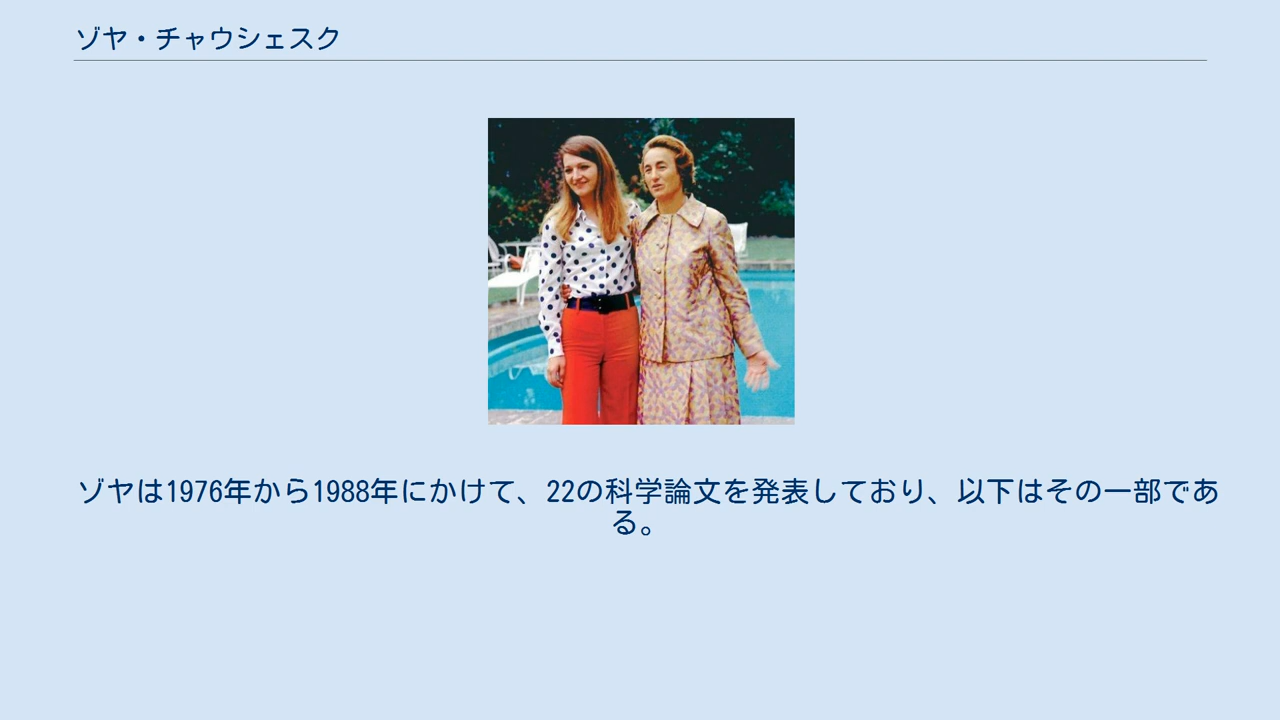 ゾヤ・チャウシェスク
ゾヤは1976年から1988年にかけて、22の科学論文を発表しており、以下はその一部であ
る。